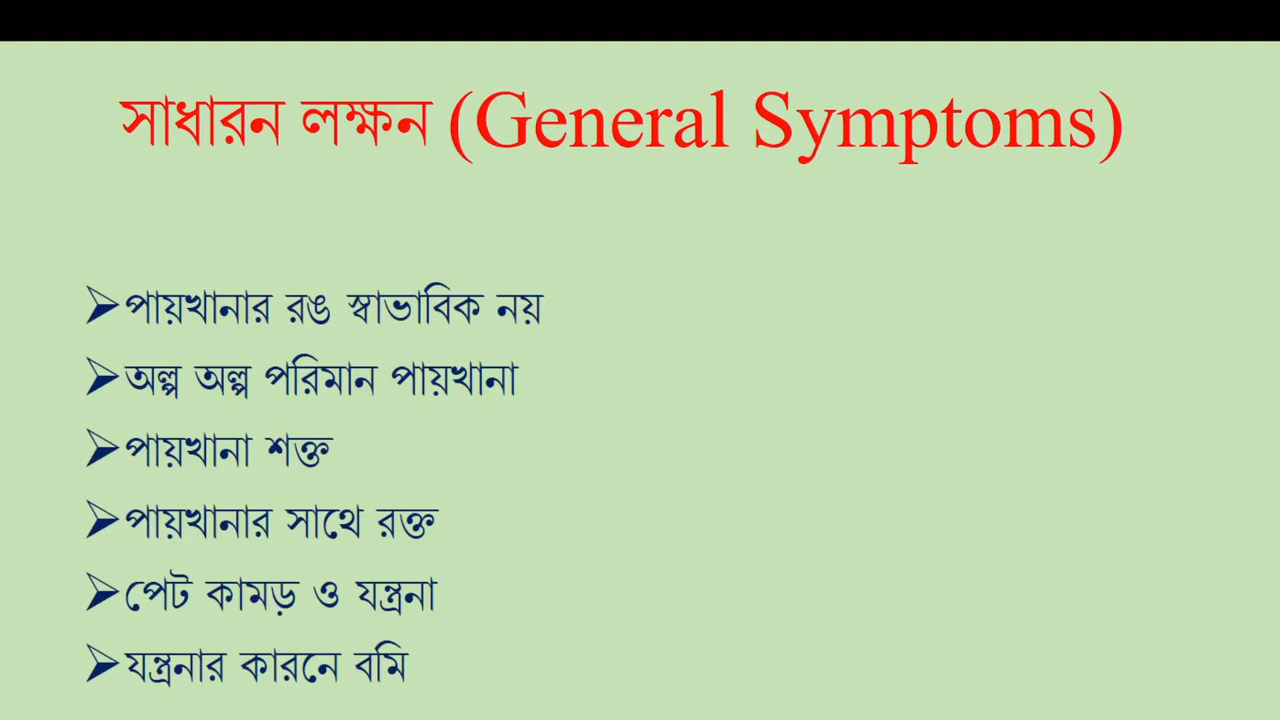 সাধারন লক্ষন (General Symptoms)
➢পায়খানার রঙ স্বাভাবিক নয়
➢অল্প অল্প পরিমান পায়খানা
➢পায়খানা শক্ত
➢পায়খানার সাথে রক্ত
➢পেট কামড় ও যন্ত্রনা
➢যন্ত্রনার কারনে বমি